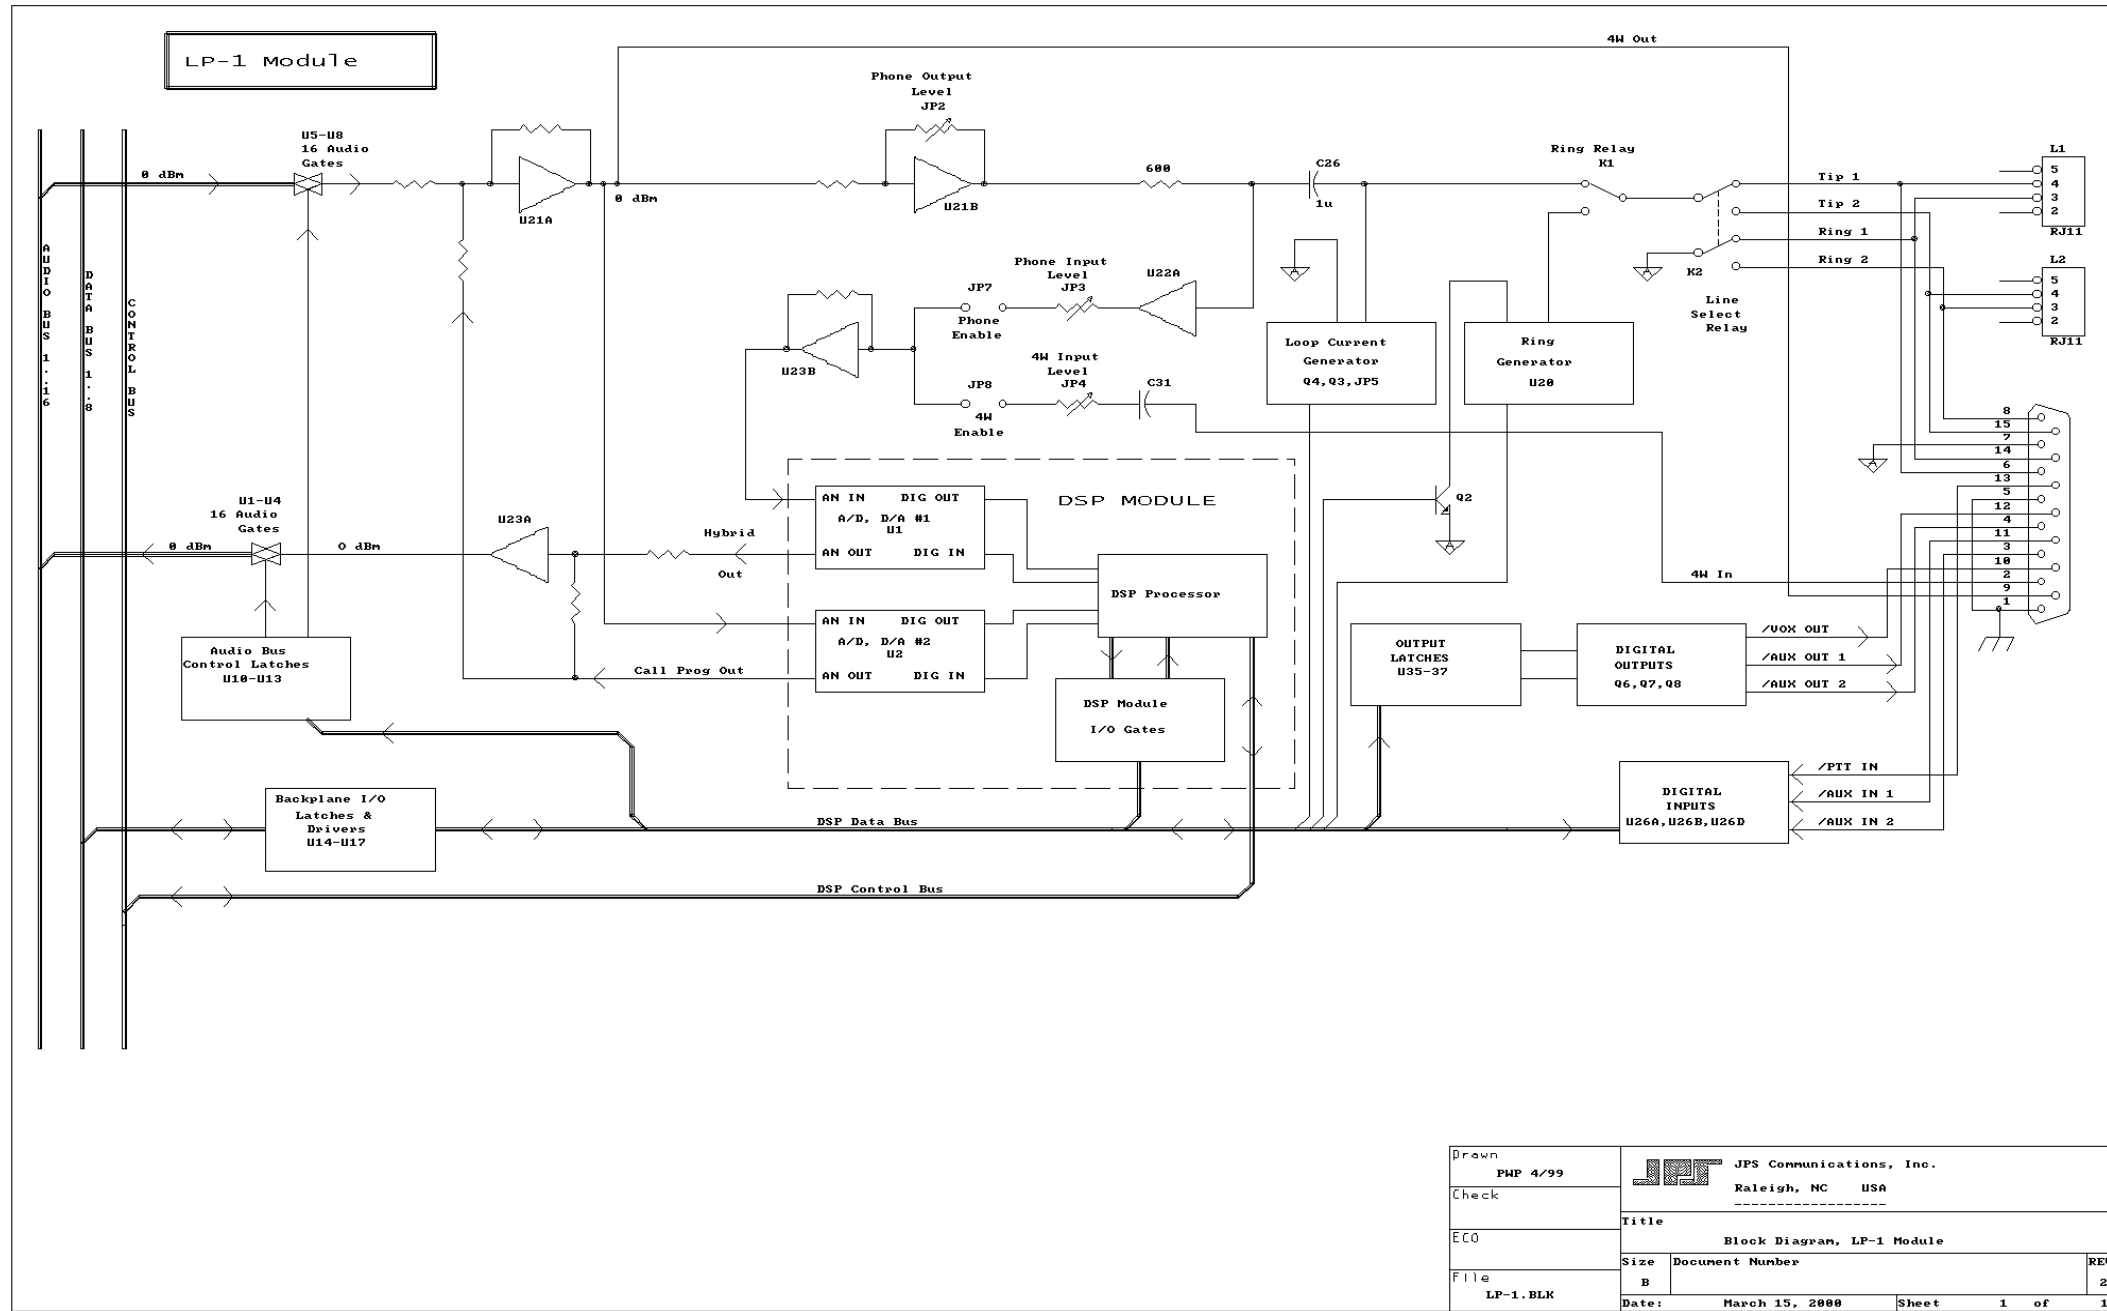 LP-1 Module
4W Out
Phone Output
Level
JP2
U5-U8
16 Audio
Gates
0 dBm
U21A
0 dBm
U21B
600
C26
1u
Ring Relay
K1
Tip 1
Tip 2
Ring 1
Ring 2
K2
Line
Select
Relay
L1
5
4
3
2
RJ11
L2
5
4
3
2
RJ11
AUDIO BUS 1..16
DATA BUS 1..8
CONTROL BUS
Phone Input
Level
JP3
U22A
JP7
Phone
Enable
U23B
4W Input
Level
JP4
C31
JP8
4W
Enable
Loop Current
Generator
Q4,Q3,JP5
Ring
Generator
U20
8
15
7
14
6
13
5
12
4
11
3
10
2
9
1
4W In
Q2
DSP MODULE
AN IN DIG OUT
A/D, D/A #1
U1
AN OUT DIG IN
U1-U4
16 Audio
Gates
U23A
Hybrid
Out
0 dBm
0 dBm
DSP Processor
AN IN DIG OUT
A/D, D/A #2
U2
AN OUT DIG IN
Call Prog Out
Audio Bus
Control Latches
U10-U13
DSP Module
I/O Gates
OUTPUT
LATCHES
U35-37
DIGITAL
OUTPUTS
Q6,Q7,Q8
/VOX OUT
/AUX OUT 1
/AUX OUT 2
DIGITAL
INPUTS
U26A,U26B,U26D
/PTT IN
/AUX IN 1
/AUX IN 2
Backplane I/O
Latches &
Drivers
U14-U17
DSP Data Bus
DSP Control Bus
Drawn
PWP 4/99
Check
ECO
File
LP-1.BLK
JPS
JPS Communications, Inc.
Raleigh, NC USA
Title
Block Diagram, LP-1 Module
Size
B
Document Number
2
Date: March 15, 2000
Sheet 1 of 1